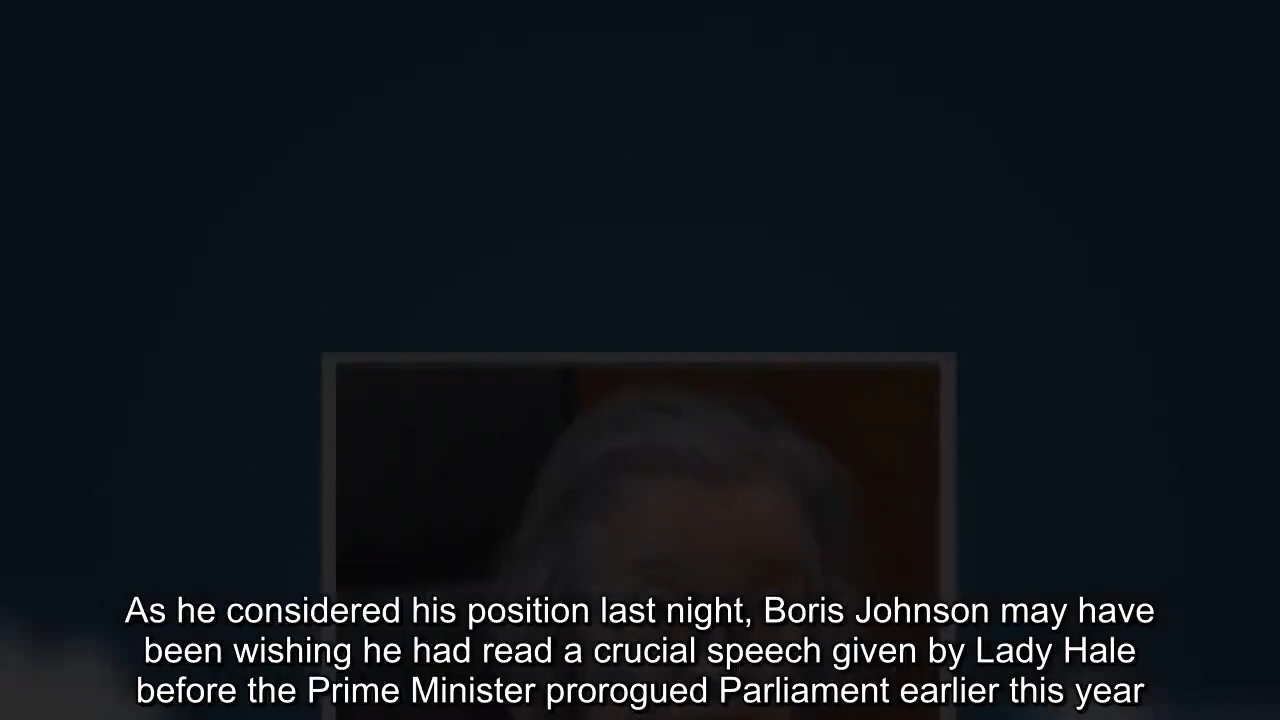 As he considered his position last night, Boris Johnson may have
been wishing he had read a crucial speech given by Lady Hale
before the Prime Minister prorogued Parliament earlier this year